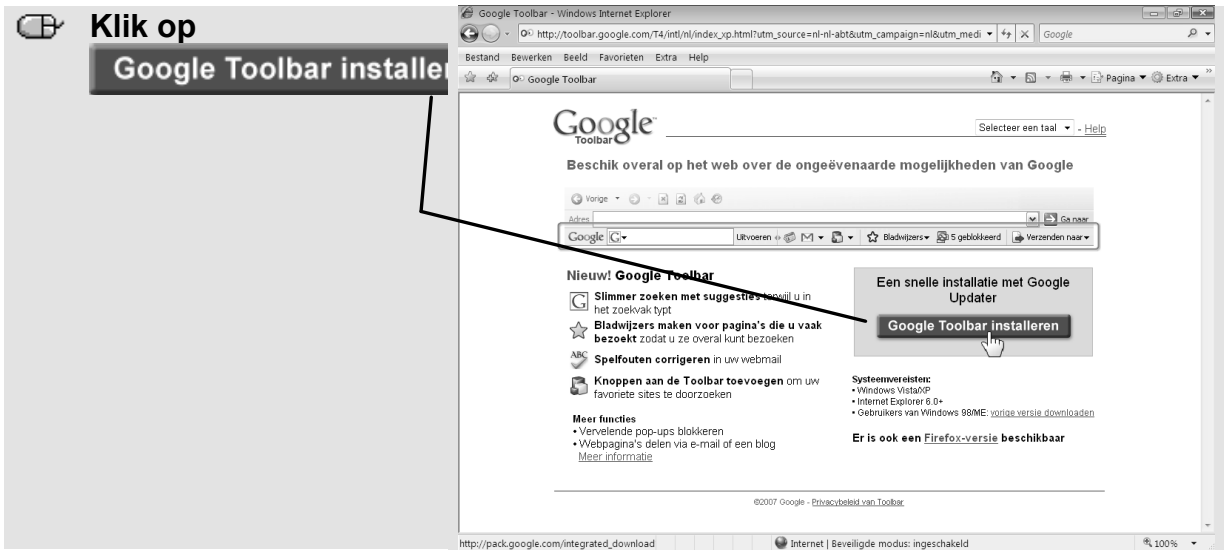 Klik op
Google Toolbar installe
Google Toolbar - Windows Internet Explorer
http://toolbar.google.com/T4/intl/nl/index_xp.html?utm_source=nl-nl-abt&utm_campaign=nl&utm_medi
Google
Bestand Bewerken Beeld Favorieten Extra Help
Google Toolbar
Pagina Extra
Google
Toolbar
Selecteer een taal - Help
Beschik overal op het web over de ongeëvenaarde mogelijkheden van Google
Vorige
Adres Ga naar
Google G Uitvoeren Bladwijzers 5 geblokkeerd Verzenden naar
Nieuw! Google Toolbar
G Slimmer zoeken met suggesties terwijl u in
het zoekvak typt
Bladwijzers maken voor pagina's die u vaak
bezoekt zodat u ze overal kunt bezoeken
ABC Spelfouten corrigeren in uw webmail
Knoppen aan de Toolbar toevoegen om uw
favoriete sites te doorzoeken
Meer functies
• Vervelende pop-ups blokkeren
• Webpagina's delen via e-mail of een blog
Meer informatie
Een snelle installatie met Google
Updater
Google Toolbar installeren
Systeemvereisten:
• Windows Vista/XP
• Internet Explorer 6.0+
• Gebruikers van Windows 98/ME: vorige versie downloaden
Er is ook een Firefox-versie beschikbaar
©2007 Google - Privacybeleid van Toolbar
http://pack.google.com/integrated_download Internet | Beveiligde modus: ingeschakeld 100%